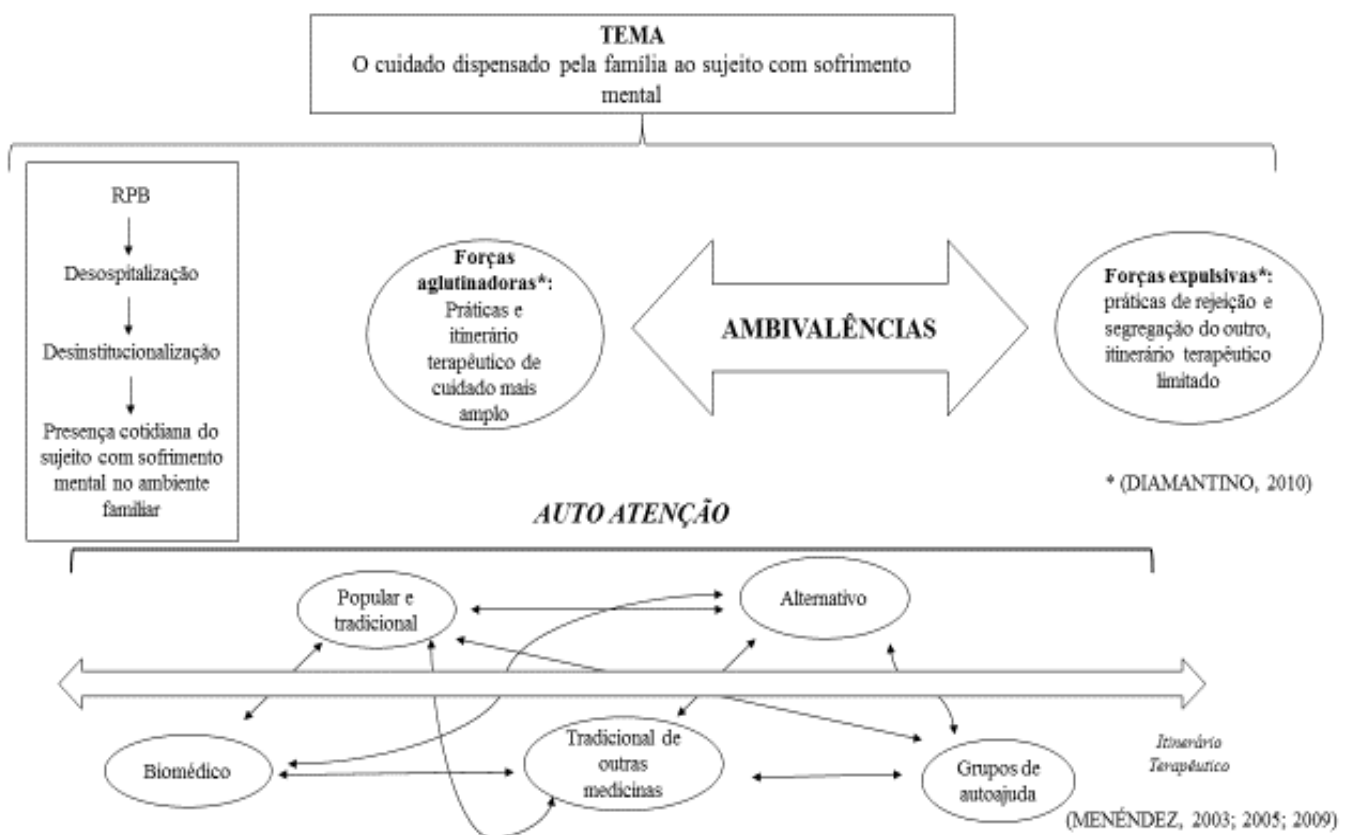 TEMA
O cuidado dispensado pela família ao sujeito com sofrimento
mental
RPB
Desospitalização
Desinstitucionalização
Presença cotidiana do
sujeito com sofrimento
mental no ambiente
familiar
Forças
aglutinadoras*:
Práticas e
itinerário
terapêutico de
cuidado mais
amplo
AMBIVALÊNCIAS
Forças expulsivas*:
práticas de rejeição e
segregação do outro,
itinerário terapêutico
limitado
* (DIAMANTINO, 2010)
AUTO ATENÇÃO
Popular e
tradicional
Alternativo
Biomédico
Tradicional de
outras
medicinas
Grupos de
autoajuda
Itinerário
Terapêutico
(MENÉNDEZ, 2003; 2005; 2009)